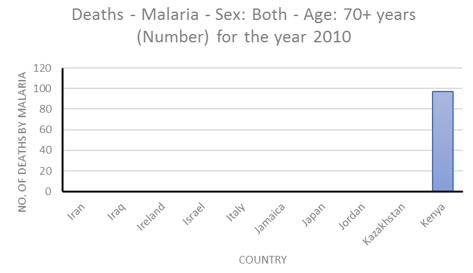 Deaths - Malaria - Sex: Both - Age: 70+ years
(Number) for the year 2010
NO. OF DEATHS BY MALARIA
120
100
80
60
40
20
0
Iran
Iraq
Ireland
Israel
Italy
Jamaica
Japan
Jordan
Kazakhstan
Kenya
COUNTRY